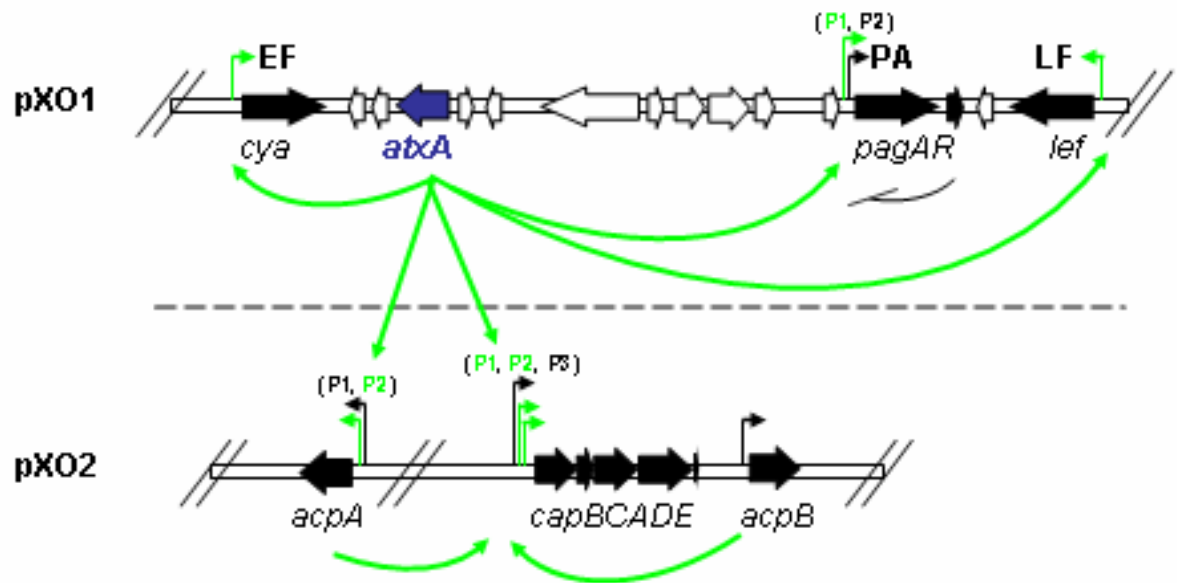 (P1, P2)
EF PA LF
pXO1
cya atxA pagAR lef
(P1, P2, P3)
(P1, P2)
pXO2
acpA capBCADE acpB